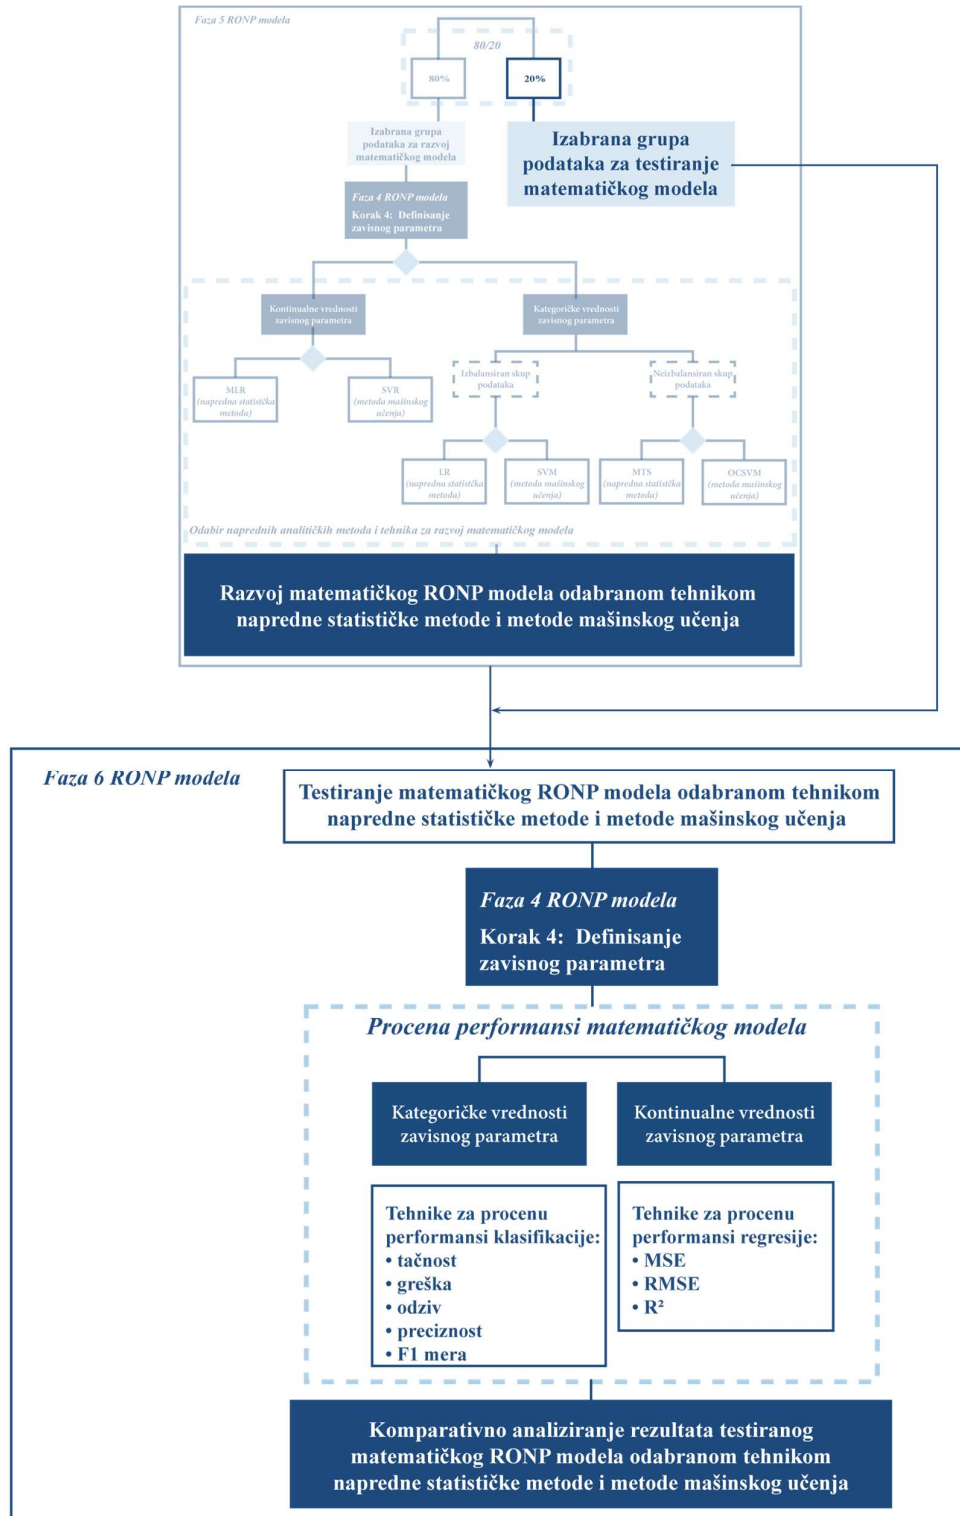 Faza 5 RONP modela
80/20
80%
20%
Izabrana grupa
podataka za razvoj
matematičkog modela
Izabrana grupa
podataka za testiranje
matematičkog modela
Faza 4 RONP modela
Korak 4: Definisanje
zavisnog parametra
Kontinualne vrednosti
zavisnog parametra
Kategoričke vrednosti
zavisnog parametra
MLR
(napredna statistčka
metoda)
SVR
(metoda mašinskog
učenja)
Izbalansiran skup
podataka
Neizbalansiran skup
podataka
LR
(napredna statistčka
metoda)
SVM
(metoda mašinskog
učenja)
MTS
(napredna statistčka
metoda)
OCSVM
(metoda mašinskog
učenja)
Odabir naprednih analitičkih metoda i tehnika za razvoj matematičkog modela
Razvoj matematičkog RONP modela odabranom tehnikom
napredne statističke metode i metode mašinskog učenja
Faza 6 RONP modela
Testiranje matematičkog RONP modela odabranom tehnikom
napredne statističke metode i metode mašinskog učenja
Faza 4 RONP modela
Korak 4: Definisanje
zavisnog parametra
Procena performansi matematičkog modela
Kategoričke vrednosti
zavisnog parametra
Kontinualne vrednosti
zavisnog parametra
Tehnike za procenu
performansi klasifikacije:
• tačnost
• greška
• odziv
• preciznost
• F1 mera
Tehnike za procenu
performansi regresije:
• MSE
• RMSE
• R²
Komparativno analiziranje rezultata testiranog
matematičkog RONP modela odabranom tehnikom
napredne statističke metode i metode mašinskog učenja